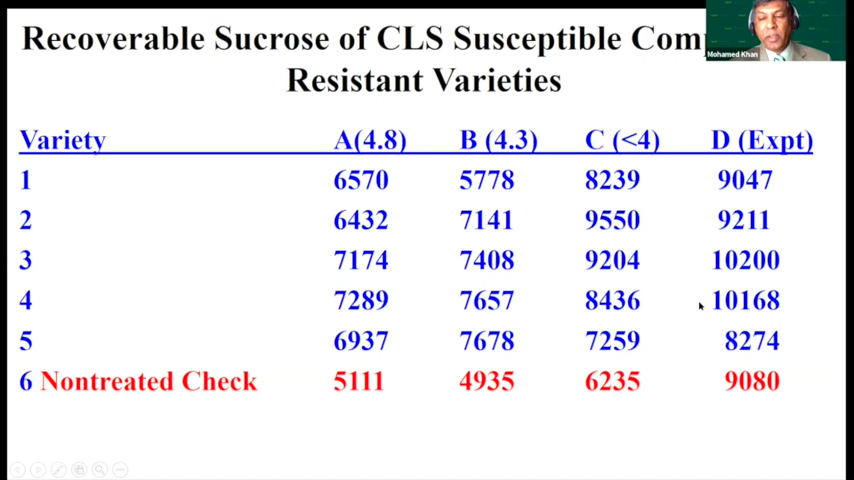 Recoverable Sucrose of CLS Susceptible
Resistant Varieties
Mohamed Khan
Variety A(4.8) B (4.3) C (<4) D (Expt)
1 6570 5778 8239 9047
2 6432 7141 9550 9211
3 7174 7408 9204 10200
4 7289 7657 8436 10168
5 6937 7678 7259 8274
6 Nontreated Check 5111 4935 6235 9080